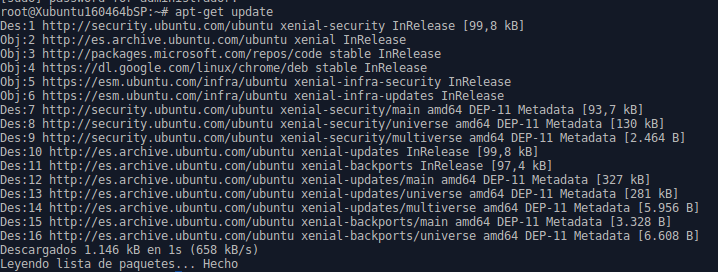 root@Xubuntu160464bSP:~# apt-get update
Des:1 http://security.ubuntu.com/ubuntu xenial-security InRelease [99,8 kB]
Obj:2 http://es.archive.ubuntu.com/ubuntu xenial InRelease
Obj:3 http://packages.microsoft.com/repos/code stable InRelease
Obj:4 https://dl.google.com/linux/chrome/deb stable InRelease
Obj:5 https://esm.ubuntu.com/infra/ubuntu xenial-infra-security InRelease
Obj:6 https://esm.ubuntu.com/infra/ubuntu xenial-infra-updates InRelease
Des:7 http://security.ubuntu.com/ubuntu xenial-security/main amd64 DEP-11 Metadata [93,7 kB]
Des:8 http://security.ubuntu.com/ubuntu xenial-security/universe amd64 DEP-11 Metadata [130 kB]
Des:9 http://security.ubuntu.com/ubuntu xenial-security/multiverse amd64 DEP-11 Metadata [2.464 B]
Des:10 http://es.archive.ubuntu.com/ubuntu xenial-updates InRelease [99,8 kB]
Des:11 http://es.archive.ubuntu.com/ubuntu xenial-backports InRelease [97,4 kB]
Des:12 http://es.archive.ubuntu.com/ubuntu xenial-updates/main amd64 DEP-11 Metadata [327 kB]
Des:13 http://es.archive.ubuntu.com/ubuntu xenial-updates/universe amd64 DEP-11 Metadata [281 kB]
Des:14 http://es.archive.ubuntu.com/ubuntu xenial-updates/multiverse amd64 DEP-11 Metadata [5.956 B]
Des:15 http://es.archive.ubuntu.com/ubuntu xenial-backports/main amd64 DEP-11 Metadata [3.328 B]
Des:16 http://es.archive.ubuntu.com/ubuntu xenial-backports/universe amd64 DEP-11 Metadata [6.608 B]
Descargados 1.146 kB en 1s (658 kB/s)
Leyendo lista de paquetes... Hecho